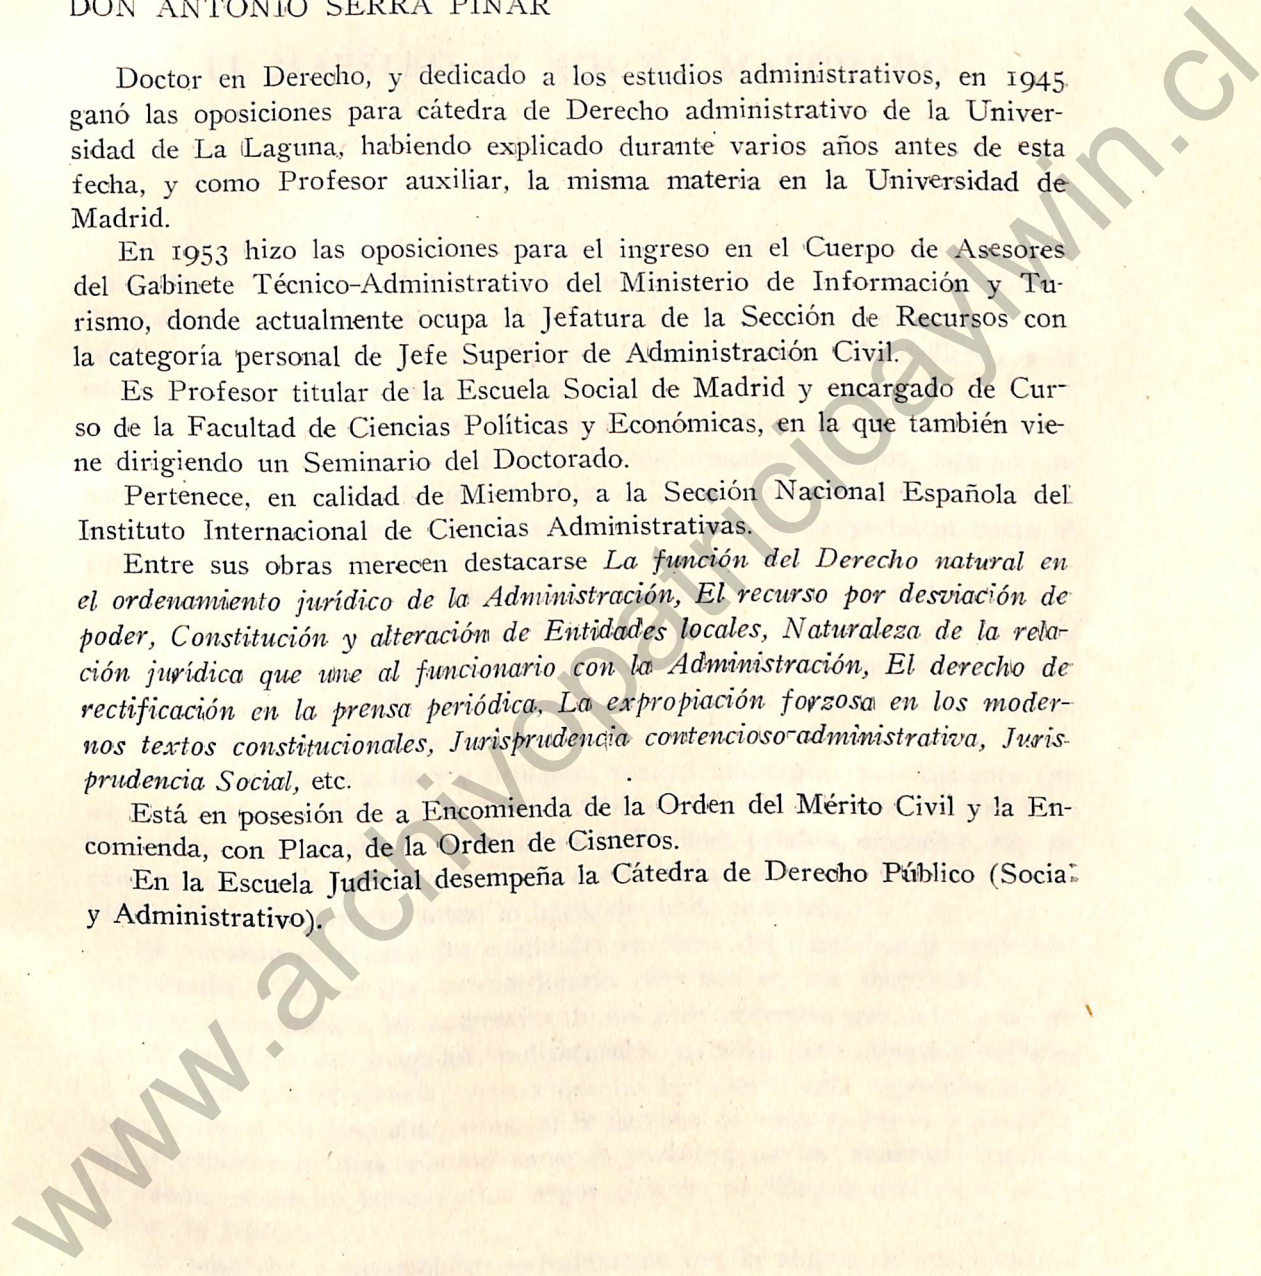 DON ANTONIO SERRA PIÑAR
Doctor en Derecho, y dedicado a los estudios administrativos, en 1945
ganó las oposiciones para cátedra de Derecho administrativo de la Univer-
sidad de La Laguna, habiendo explicado durante varios años antes de esta
fecha, y como Profesor auxiliar, la misma materia en la Universidad de
Madrid.
En 1953 hizo las oposiciones para el ingreso en el Cuerpo de Asesores
del Gabinete Técnico-Administrativo del Ministerio de Información y Tu-
rismo, donde actualmente ocupa la Jefatura de la Sección de Recursos con
la categoría personal de Jefe Superior de Administración Civil.
Es Profesor titular de la Escuela Social de Madrid y encargado de Cur-
so de la Facultad de Ciencias Políticas y Económicas, en la que también vie-
ne dirigiendo un Seminario del Doctorado.
Pertenece, en calidad de Miembro, a la Sección Nacional Española del
Instituto Internacional de Ciencias Administrativas.
Entre sus obras merecen destacarse La función del Derecho natural en
el ordenamiento jurídico de la Administración, El recurso por desviación de
poder, Constitución y alteración de Entidades locales, Naturaleza de la rela-
ción jurídica que une al funcionario con la Administración, El derecho de
rectificación en la prensa periódica, La expropiación forzosa en los moder-
nos textos constitucionales, Jurisprudencia contencioso-administrativa, Juris-
prudencia Social, etc.
Está en posesión de a Encomienda de la Orden del Mérito Civil y la En-
comienda, con Placa, de la Orden de Cisneros.
En la Escuela Judicial desempeña la Cátedra de Derecho Público (Social
y Administrativo).
www.archivopatricioaylwin.cl